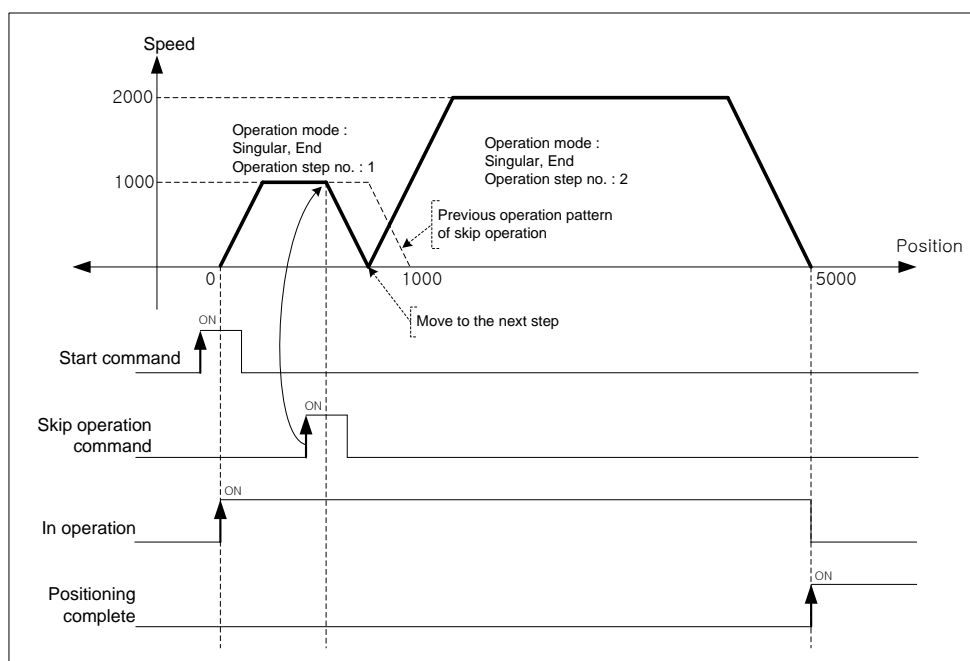 Speed
2000
Operation mode :
Singular, End
Operation step no. : 1
Operation mode :
Singular, End
Operation step no. : 2
1000
Previous operation pattern
of skip operation
Position
0
1000
5000
Move to the next step
ON
Start command
ON
Skip operation
command
ON
In operation
ON
Positioning
complete